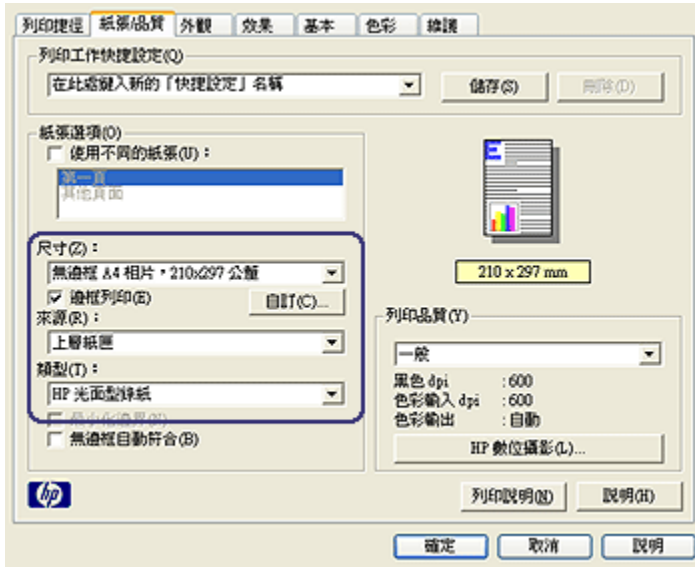 列印捷徑 紙張/品質 外觀 效果 基本 色彩 維護
列印工作快捷設定(Q)
在此處鍵入新的「快捷設定」名稱
儲存(S)
刪除(D)
紙張選項(O)
使用不同的紙張(U)：
第一頁
其他頁面
尺寸(Z)：
無邊框 A4 相片，210x297 公釐
邊框列印(E)
自訂(C)...
來源(R)：
上層紙匣
類型(T)：
HP 光面型錄紙
最小化邊界(N)
無邊框自動符合(B)
E
210 x 297 mm
列印品質(Y)
一般
黑色 dpi :600
色彩輸入 dpi :600
色彩輸出 :自動
HP 數位攝影(L)...
hp
列印說明(N)
說明(H)
確定 取消 說明